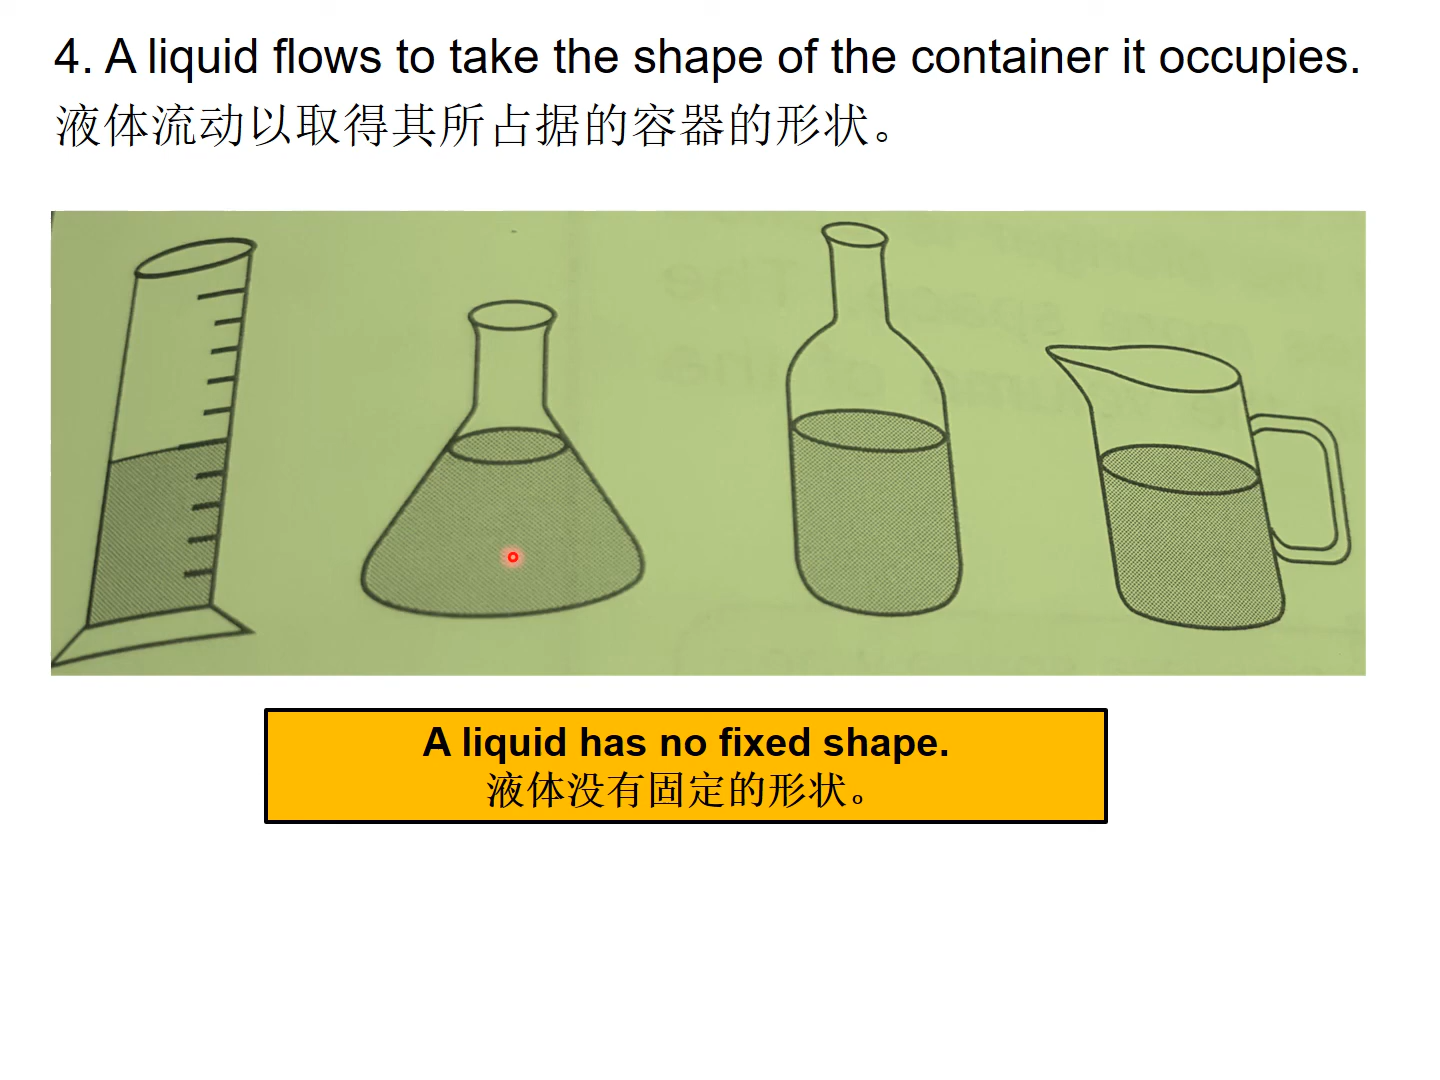 4. A liquid flows to take the shape of the container it occupies.
液体流动以取得其所占据的容器的形状。
A liquid has no fixed shape.
液体没有固定的形状。